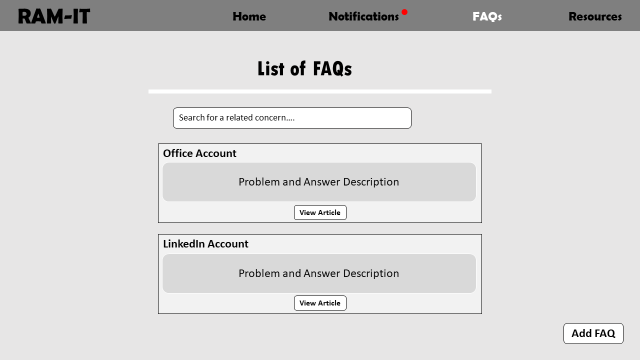 RAM-IT
Home
Notifications
FAQs
Resources
List of FAQs
Search for a related concern....
Office Account
Problem and Answer Description
View Article
LinkedIn Account
Problem and Answer Description
View Article
Add FAQ